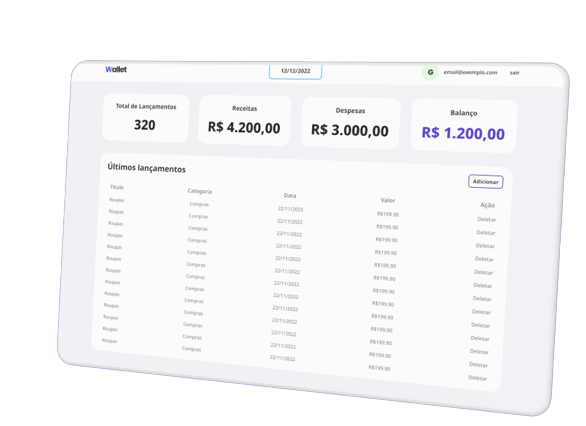 Wallet
12/12/2022
G email@exemplo.com sair
Total de Lançamentos
320
Receitas
R$ 4.200,00
Despesas
R$ 3.000,00
Balanço
R$ 1.200,00
Últimos lançamentos
Adicionar
Titulo Categoria Data Valor Ação
Roupas Compras 22/11/2022 R$199.90 Deletar
Roupas Compras 22/11/2022 R$199.90 Deletar
Roupas Compras 22/11/2022 R$199.90 Deletar
Roupas Compras 22/11/2022 R$199.90 Deletar
Roupas Compras 22/11/2022 R$199.90 Deletar
Roupas Compras 22/11/2022 R$199.90 Deletar
Roupas Compras 22/11/2022 R$199.90 Deletar
Roupas Compras 22/11/2022 R$199.90 Deletar
Roupas Compras 22/11/2022 R$199.90 Deletar
Roupas Compras 22/11/2022 R$199.90 Deletar
Roupas Compras 22/11/2022 R$199.90 Deletar
Roupas Compras 22/11/2022 R$199.90 Deletar
Roupas Compras 22/11/2022 R$199.90 Deletar